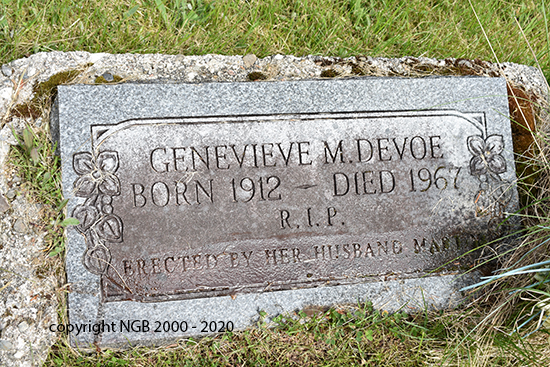 GENEVIEVE M. DEVOE
BORN 1912 – DIED 1967
R.I.P.
ERECTED BY HER HUSBAND
copyright NGB 2000 - 2020